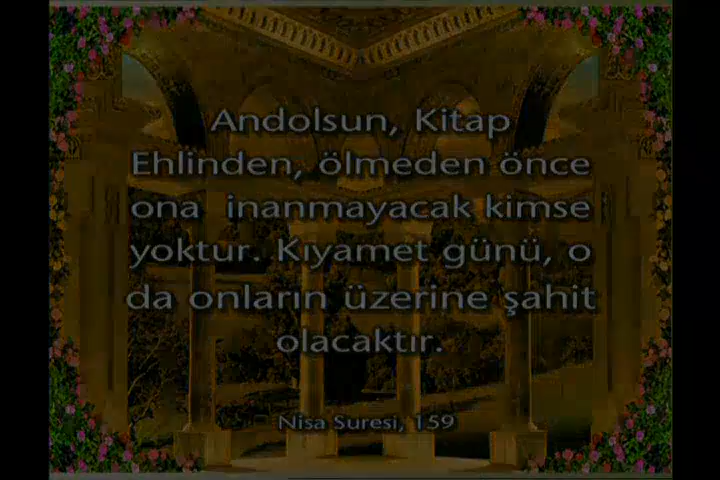 Andolsun, Kitap
Ehlinden, ölmeden önce
ona inanmayacak kimse
yoktur. Kıyamet günü, o
da onların üzerine şahit
olacaktır.
Nisa Suresi, 159